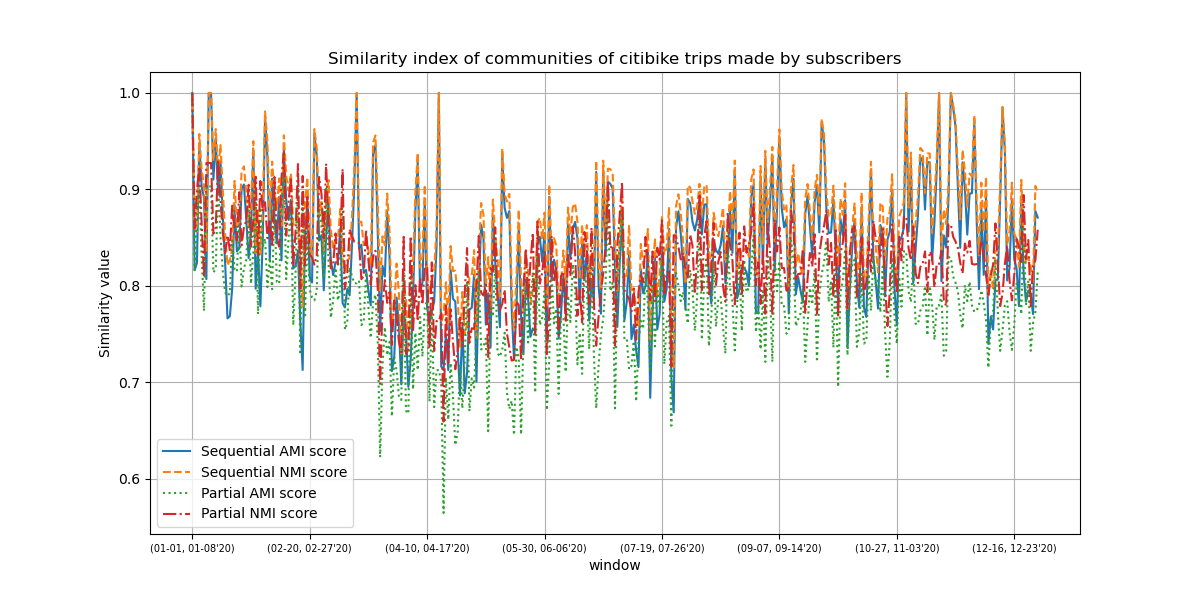 Similarity index of communities of citibike trips made by subscribers
1.0
0.9
0.8
0.7
0.6
Similarity value
Sequential AMI score
Sequential NMI score
Partial AMI score
Partial NMI score
(01-01, 01-08'20) (02-20, 02-27'20) (04-10, 04-17'20) (05-30, 06-06'20) (07-19, 07-26'20) (09-07, 09-14'20) (10-27, 11-03'20) (12-16, 12-23'20)
window